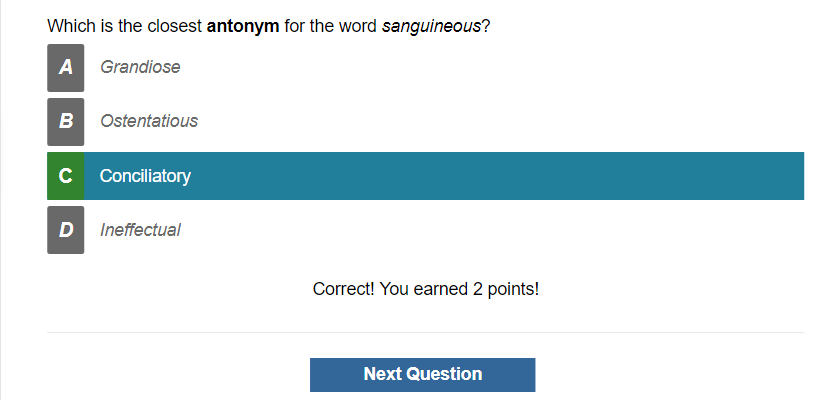 Which is the closest antonym for the word sanguineous?
A Grandiose
B Ostentatious
C Conciliatory
D Ineffectual
Correct! You earned 2 points!
Next Question